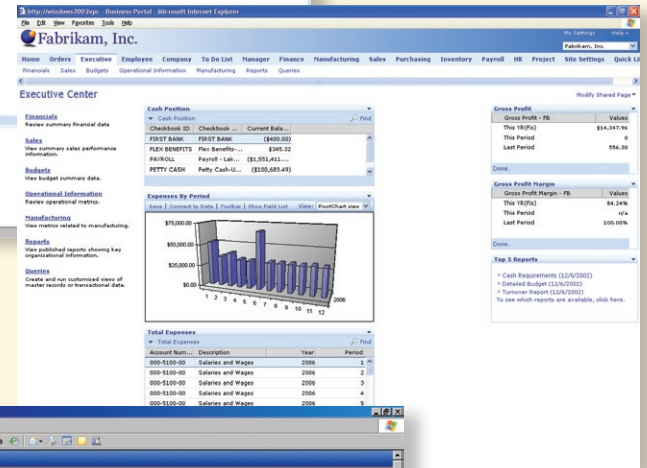 http://windows2003vpc - Business Portal - Microsoft Internet Explorer
File Edit View Favorites Tools Help
My Settings Help
Fabrikam, Inc.
Fabrikam, Inc.
Home Orders Executive Employee Company To Do List Manager Finance Manufacturing Sales Purchasing Inventory Payroll HR Project Site Settings Quick Li
Financials Sales Budgets Operational Information Manufacturing Reports Queries
Executive Center
Modify Shared Page
Financials
Review summary financial data
Sales
View summary sales performance
information.
Budgets
View budget summary data.
Operational Information
Review operational metrics.
Manufacturing
View metrics related to manufacturing.
Reports
View published reports showing key
organizational information.
Queries
Create and run customized views of
master records or transactional data.
Cash Position
Cash Position Find
Checkbook ID Checkbook ... Current Bala...
FIRST BANK FIRST BANK ($400.00)
FLEX BENEFITS Flex Benefits-... $345.32
PAYROLL Payroll - Lak... ($1,551,411....
PETTY CASH Petty Cash-U... ($100,683.49)
Expenses By Period
Save Connect to Data Toolbar Show Field List View: PivotChart view
$75,000.00
$50,000.00
$25,000.00
$0.00
1 2 3 4 5 6 7 8 9 10 11 12
2006
Total Expenses
Total Expenses Find
Account Num... Description Year Period
000-5100-00 Salaries and Wages 2006 1
000-5100-00 Salaries and Wages 2006 2
000-5100-00 Salaries and Wages 2006 3
000-5100-00 Salaries and Wages 2006 4
000-5100-00 Salaries and Wages 2006 5
Gross Profit
Gross Profit - FB Values
This YR(Fis) $14,347.96
This Period 0
Last Period 556.30
Done.
Gross Profit Margin
Gross Profit Margin - FB Values
This YR(Fis) 84.24%
This Period n/a
Last Period 100.00%
Done.
Top 5 Reports
Cash Requirements (12/6/2002)
Detailed Budget (12/6/2002)
Turnover Report (12/6/2002)
To see which reports are available, click here.